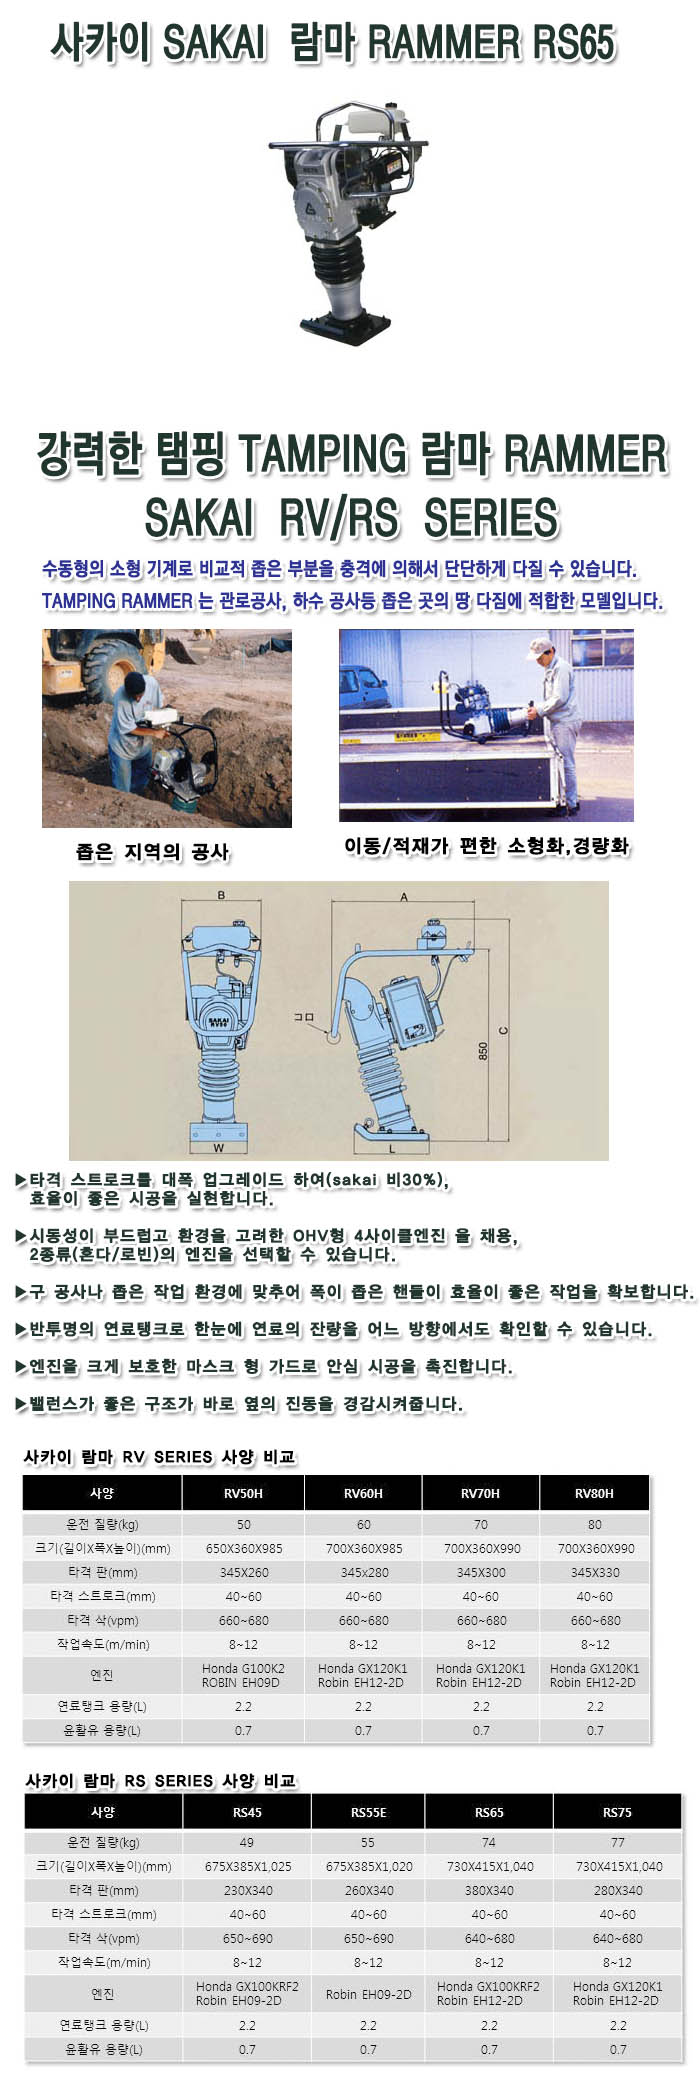 사카이 SAKAI 람마 RAMMER RS65
강력한 탬핑 TAMPING 람마 RAMMER
SAKAI RV/RS SERIES
수동형의 소형 기계로 비교적 좁은 부분을 충격에 의해서 단단하게 다질 수 있습니다.
TAMPING RAMMER 는 관로공사, 하수 공사등 좁은 곳의 땅 다짐에 적합한 모델입니다.
좁은 지역의 공사
이동/적재가 편한 소형화,경량화
B
A
SAKAI
RV50
コロ
850
C
W
L
▶타격 스트로크를 대폭 업그레이드 하여(sakai 비30%),
효율이 좋은 시공을 실현합니다.
▶시동성이 부드럽고 환경을 고려한 OHV형 4사이클엔진 을 채용,
2종류(혼다/로빈)의 엔진을 선택할 수 있습니다.
▶구 공사나 좁은 작업 환경에 맞추어 폭이 좁은 핸들이 효율이 좋은 작업을 확보합니다.
▶반투명의 연료탱크로 한눈에 연료의 잔량을 어느 방향에서도 확인할 수 있습니다.
▶엔진을 크게 보호한 마스크 형 가드로 안심 시공을 촉진합니다.
▶밸런스가 좋은 구조가 바로 옆의 진동을 경감시켜줍니다.
사카이 람마 RV SERIES 사양 비교
사양 RV50H RV60H RV70H RV80H
운전 질량(kg) 50 60 70 80
크기(길이X폭X높이)(mm) 650X360X985 700X360X985 700X360X990 700X360X990
타격 판(mm) 345X260 345x280 345X300 345X330
타격 스트로크(mm) 40~60 40~60 40~60 40~60
타격 삭(vpm) 660~680 660~680 660~680 660~680
작업속도(m/min) 8~12 8~12 8~12 8~12
엔진 Honda G100K2 Honda GX120K1 Honda GX120K1 Honda GX120K1
ROBIN EH09D Robin EH12-2D Robin EH12-2D Robin EH12-2D
연료탱크 용량(L) 2.2 2.2 2.2 2.2
윤활유 용량(L) 0.7 0.7 0.7 0.7
사카이 람마 RS SERIES 사양 비교
사양 RS45 RS55E RS65 RS75
운전 질량(kg) 49 55 74 77
크기(길이X폭X높이)(mm) 675X385X1,025 675X385X1,020 730X415X1,040 730X415X1,040
타격 판(mm) 230X340 260X340 380X340 280X340
타격 스트로크(mm) 40~60 40~60 40~60 40~60
타격 삭(vpm) 650~690 650~690 640~680 640~680
작업속도(m/min) 8~12 8~12 8~12 8~12
엔진 Honda GX100KRF2 Robin EH09-2D Honda GX100KRF2 Honda GX120K1
Robin EH09-2D Robin EH12-2D Robin EH12-2D
연료탱크 용량(L) 2.2 2.2 2.2 2.2
윤활유 용량(L) 0.7 0.7 0.7 0.7